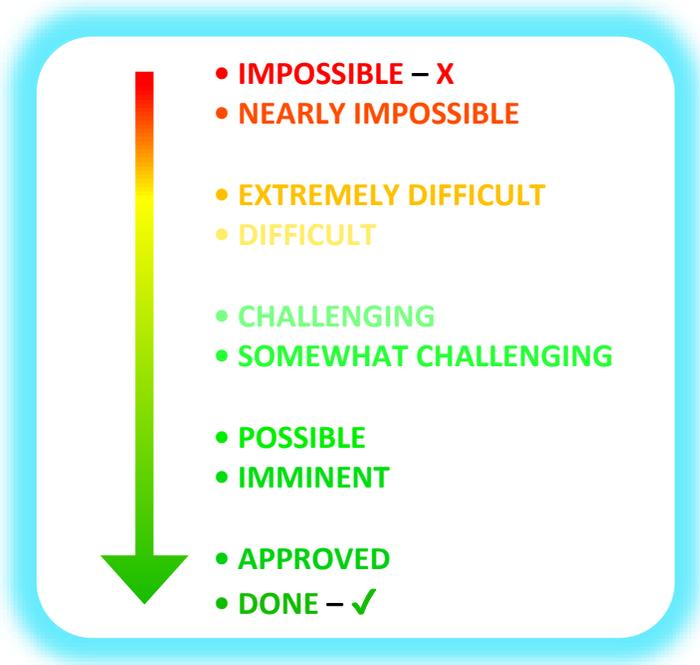 • IMPOSSIBLE – X
• NEARLY IMPOSSIBLE
• EXTREMELY DIFFICULT
• DIFFICULT
• CHALLENGING
• SOMEWHAT CHALLENGING
• POSSIBLE
• IMMINENT
• APPROVED
• DONE – ✓